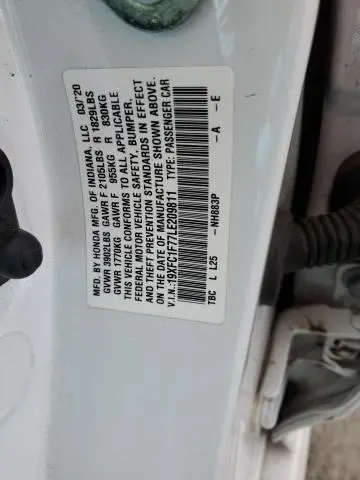 MFD. BY HONDA MFG. OF INDIANA, LLC 03/'20
GVWR 3902LBS GAWR F 2105LBS R 1829LBS
GVWR 1770KG GAWR F 955KG R 830KG
THIS VEHICLE CONFORMS TO ALL APPLICABLE
FEDERAL MOTOR VEHICLE SAFETY, BUMPER,
AND THEFT PREVENTION STANDARDS IN EFFECT
ON THE DATE OF MANUFACTURE SHOWN ABOVE.
V.I.N.:19XFC1F77LE209811 TYPE: PASSENGER CAR
TBC L L25 -NH883P -A -E